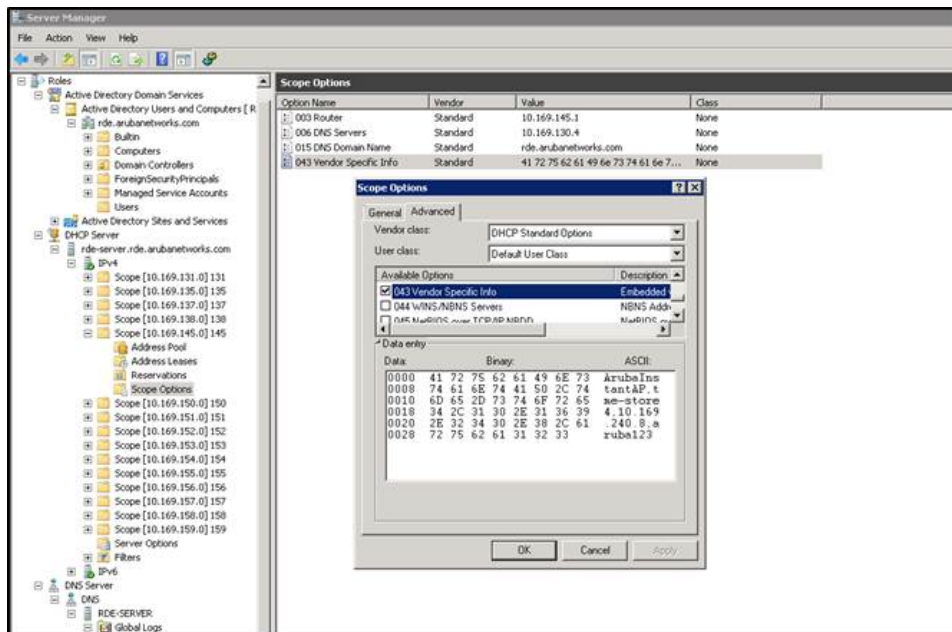 Server Manager
File Action View Help
Roles
Active Directory Domain Services
Active Directory Users and Computers [ R
rde.arubanetworks.com
Builtin
Computers
Domain Controllers
ForeignSecurityPrincipals
Managed Service Accounts
Users
Active Directory Sites and Services
DHCP Server
rde-server.rde.arubanetworks.com
IPv4
Scope [10.169.131.0] 131
Scope [10.169.135.0] 135
Scope [10.169.137.0] 137
Scope [10.169.138.0] 138
Scope [10.169.145.0] 145
Address Pool
Address Leases
Reservations
Scope Options
Scope [10.169.150.0] 150
Scope [10.169.151.0] 151
Scope [10.169.152.0] 152
Scope [10.169.153.0] 153
Scope [10.169.154.0] 154
Scope [10.169.155.0] 155
Scope [10.169.156.0] 156
Scope [10.169.157.0] 157
Scope [10.169.158.0] 158
Scope [10.169.159.0] 159
Server Options
Filters
IPv6
DNS Server
DNS
RDE-SERVER
Global Logs
Scope Options
Option Name Vendor Value Class
003 Router Standard 10.169.145.1 None
006 DNS Servers Standard 10.169.130.4 None
015 DNS Domain Name Standard rde.arubanetworks.com None
043 Vendor Specific Info Standard 41 72 75 62 61 49 6e 73 74 61 6e 7... None
Scope Options
General Advanced
Vendor class: DHCP Standard Options
User class: Default User Class
Available Options Description
043 Vendor Specific Info Embedded
044 WINS/NBNS Servers NBNS Addr
045 NetBIOS over TCP/IP NBDD NetBIOS
Data entry
Data: Binary: ASCII:
0000 41 72 75 62 61 49 6E 73 ArubaIns
0008 74 61 6E 74 41 50 2C 74 tantAP,t
0010 6D 65 2D 73 74 6F 72 65 me-store
0018 34 2C 31 30 2E 31 36 39 4,10.169
0020 2E 32 34 30 2E 38 2C 61 .240.8,a
0028 72 75 62 61 31 32 33 ruba123
OK Cancel Apply